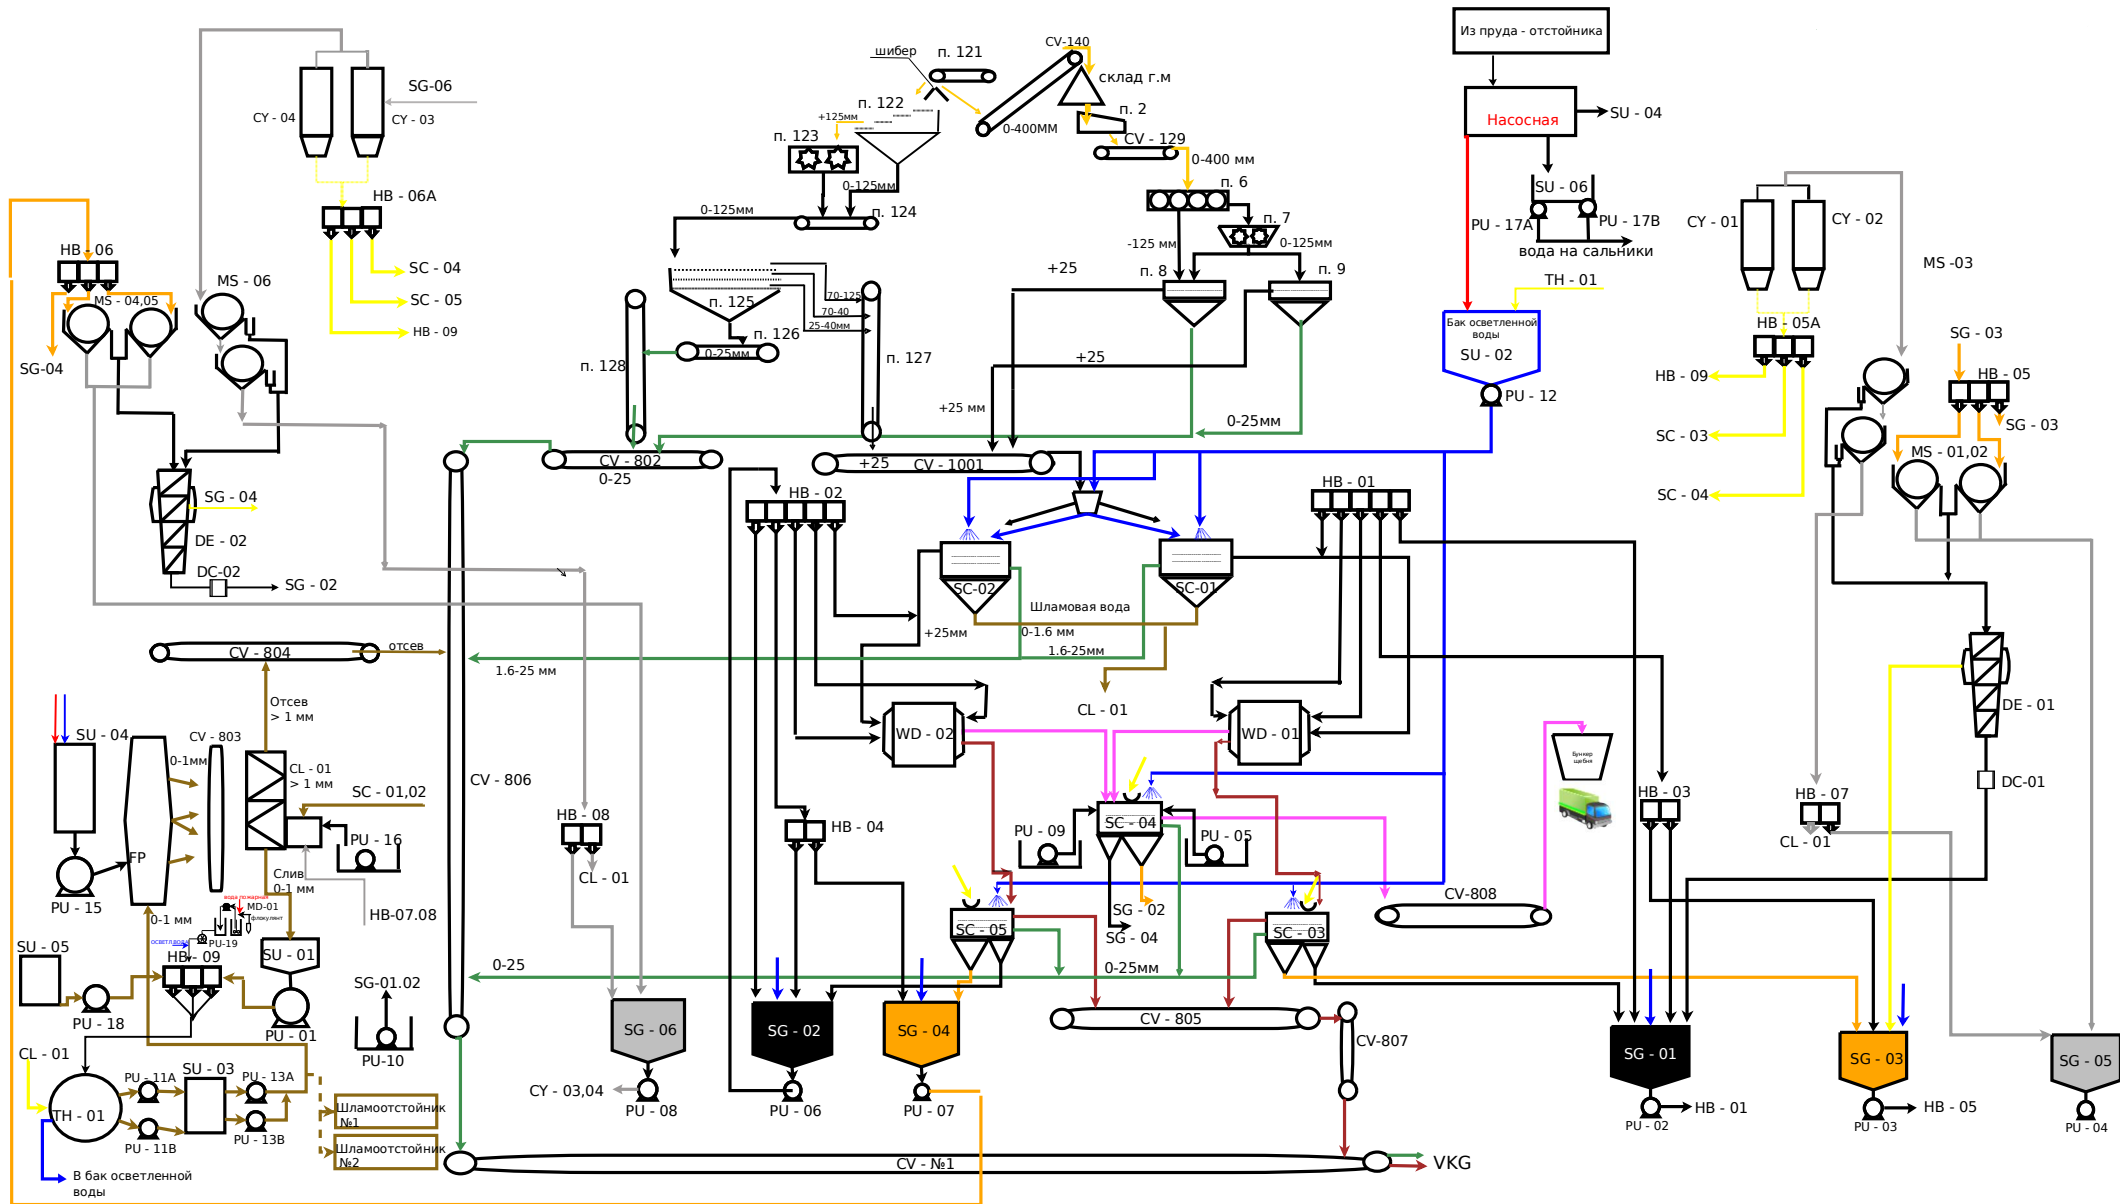 Из пруда - отстойника
CV-140
шибер
п. 121
склад г.м
SG-06
п. 122
п. 2
Насосная
SU - 04
CY - 04
CY - 03
+125мм
0-400ММ
п. 123
CV - 129
0-400 мм
п. 6
SU - 06
HB - 06A
0-125мм
0-125мм
п. 124
п. 7
PU - 17A
PU - 17B
CY - 01
CY - 02
-125 мм
0-125мм
вода на сальники
HB - 06
MS - 06
SC - 04
+25
п. 8
п. 9
TH - 01
MS -03
MS - 04,05
SC - 05
п. 125
70-125
70-40
25-40мм
HB - 09
п. 126
0-25мм
п. 127
п. 128
Бак осветленной
воды
SU - 02
HB - 05A
SG - 03
SG-04
+25
HB - 09
HB - 05
PU - 12
+25 мм
0-25мм
SC - 03
SG - 03
MS - 01,02
CV - 802
0-25
+25
CV - 1001
HB - 02
HB - 01
SC - 04
SG - 04
DE - 02
DC-02
SG - 02
SC-02
SC-01
Шламовая вода
+25мм
0-1.6 мм
1.6-25мм
1.6-25 мм
CV - 804
отсев
Отсев
> 1 мм
CL - 01
WD - 02
WD - 01
DE - 01
SU - 04
CV - 803
0-1мм
CL - 01
> 1 мм
CV - 806
Бункер
щебня
DC-01
SC - 01,02
HB - 08
HB - 04
HB - 03
HB - 07
SC - 04
PU - 09
PU - 05
PU - 16
FP
CL - 01
CL - 01
Слив
0-1 мм
PU - 15
0-1 мм
вода пожарная
MD-01
флокулянт
HB-07.08
CV-808
SG - 02
SG - 04
SC - 05
SC - 03
осветл.вода
PU-19
SU - 05
HB - 09
SU - 01
0-25
0-25мм
SG-01.02
PU - 18
PU - 01
PU-10
SG - 06
SG - 02
SG - 04
CV - 805
CV-807
SG - 01
SG - 03
SG - 05
CL - 01
PU - 11A
SU - 03
PU - 13A
TH - 01
Шламоотстойник
№1
CY - 03,04
PU - 08
PU - 06
PU - 07
HB - 01
PU - 02
HB - 05
PU - 03
PU - 04
PU - 11B
PU - 13B
Шламоотстойник
№2
CV - №1
VKG
В бак осветленной
воды